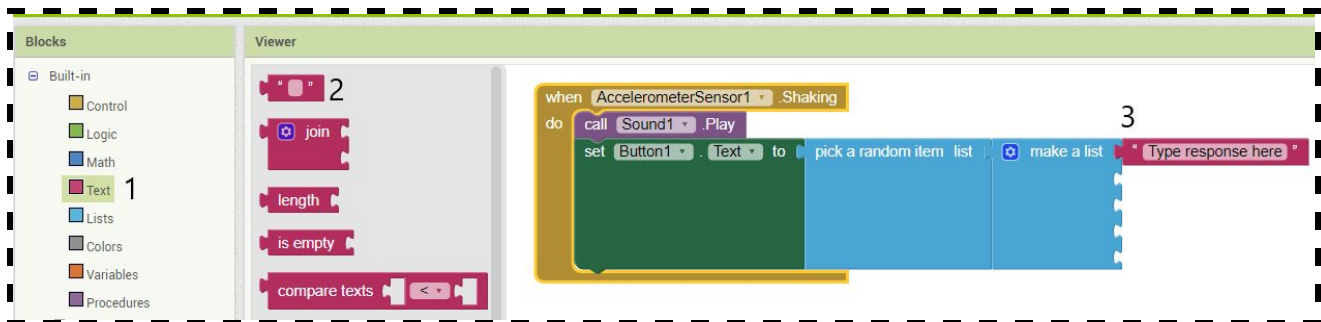 Blocks
Built-in
Control
Logic
Math
Text 1
Lists
Colors
Variables
Procedures
Viewer
" " 2
join
length
is empty
compare texts <
when AccelerometerSensor1 .Shaking
do call Sound1 .Play
3
set Button1 . Text to pick a random item list make a list " Type response here "